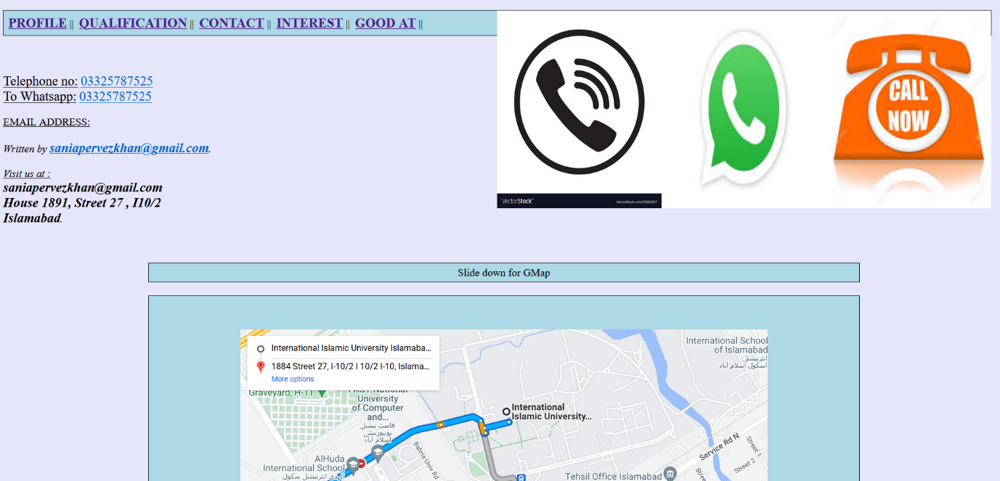 PROFILE || QUALIFICATION || CONTACT || INTEREST || GOOD AT ||
Telephone no: 03325787525
To Whatsapp: 03325787525
EMAIL ADDRESS:
Written by saniapervezkhan@gmail.com.
Visit us at :
saniapervezkhan@gmail.com
House 1891, Street 27 , I10/2
Islamabad.
CALL
NOW
VectorStock
Slide down for GMap
International Islamic University Islamaba...
1884 Street 27, I-10/2 I 10/2 I-10, Islama...
More options
International School
of Islamabad
انٹرنیشنل
اسکول اسلام آباد
Graveyard, H-11
FAST National
University
of Computer
and...
فاسٹ نیشنل
یونیورسٹی
اسلام آباد
International
Islamic University...
Bahria Univ Rd
Service Rd N
Street 1
Street 2
AlHuda
International School
الہدی انٹرنیشنل سکول
Tehsil Office Islamabad